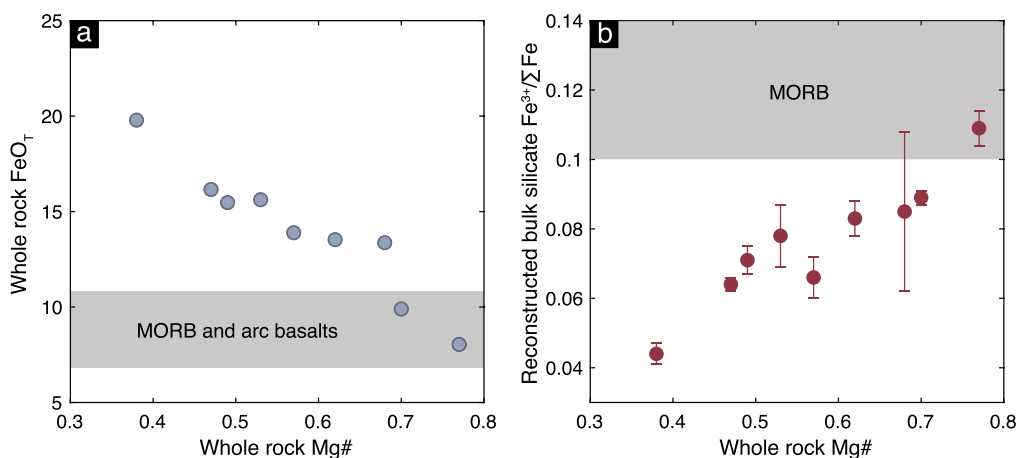 a
25
20
15
10
5
Whole rock FeO_T
MORB and arc basalts
0.3 0.4 0.5 0.6 0.7 0.8
Whole rock Mg#
b
0.14
0.12
0.1
0.08
0.06
0.04
Reconstructed bulk silicate Fe³⁺/∑Fe
MORB
0.3 0.4 0.5 0.6 0.7 0.8
Whole rock Mg#